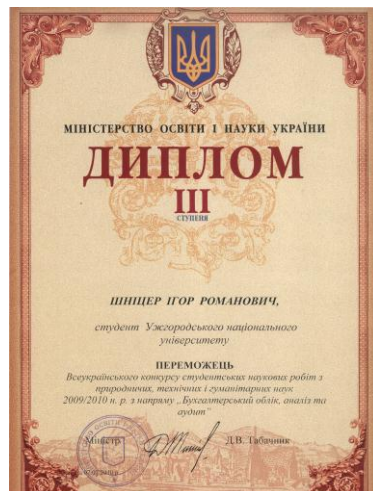 МІНІСТЕРСТВО ОСВІТИ І НАУКИ УКРАЇНИ
ДИПЛОМ
III
СТУПЕНЯ
ШНІЦЕР ІГОР РОМАНОВИЧ,
студент Ужгородського національного
університету
ПЕРЕМОЖЕЦЬ
Всеукраїнського конкурсу студентських наукових робіт з
природничих, технічних і гуманітарних наук
2009/2010 н. р. з напряму „Бухгалтерський облік, аналіз та
аудит"
Міністр Д.В. Табачник